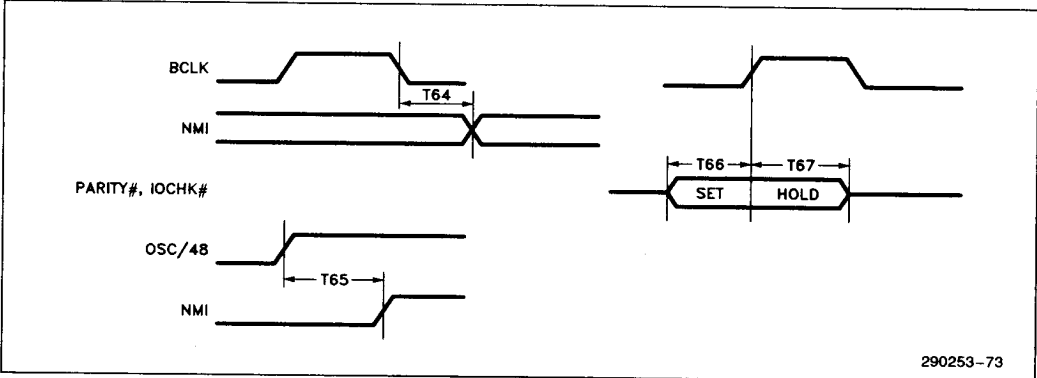 BCLK
T64
NMI
T66 T67
PARITY#, IOCHK# SET HOLD
OSC/48
T65
NMI
290253-73